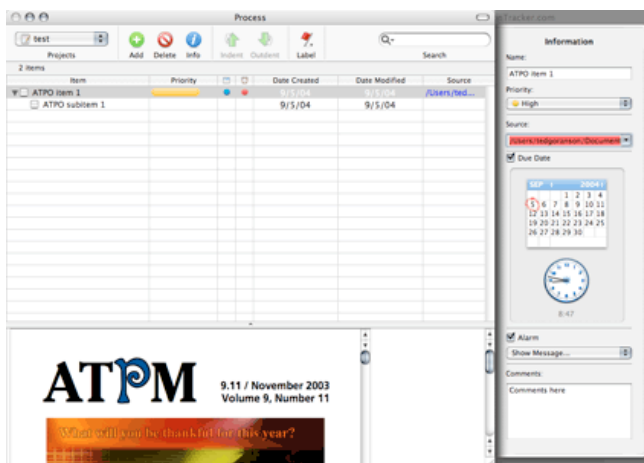 Process
Tracker.com
test
Projects
Add
Delete
Info
Indent
Outdent
Label
Search
2 items
Item
Priority
Date Created
Date Modified
Source
ATPO item 1
9/5/04
9/5/04
/Users/ted...
ATPO subitem 1
9/5/04
9/5/04
ATPM
9.11 / November 2003
Volume 9, Number 11
What will you be thankful for this year?
Information
Name:
ATPO item 1
Priority:
High
Source:
/Users/tedgoranson/Document
Due Date
SEP 2004
1 2 3 4
5 6 7 8 9 10 11
12 13 14 15 16 17 18
19 20 21 22 23 24 25
26 27 28 29 30
8:47
Alarm
Show Message...
Comments:
Comments here